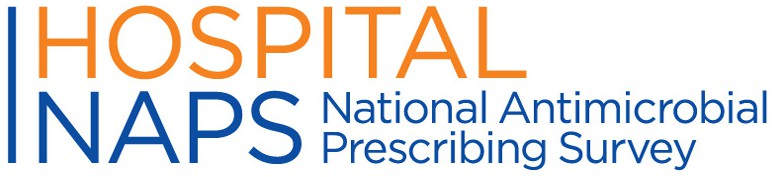 HOSPITAL
NAPS National Antimicrobial
Prescribing Survey